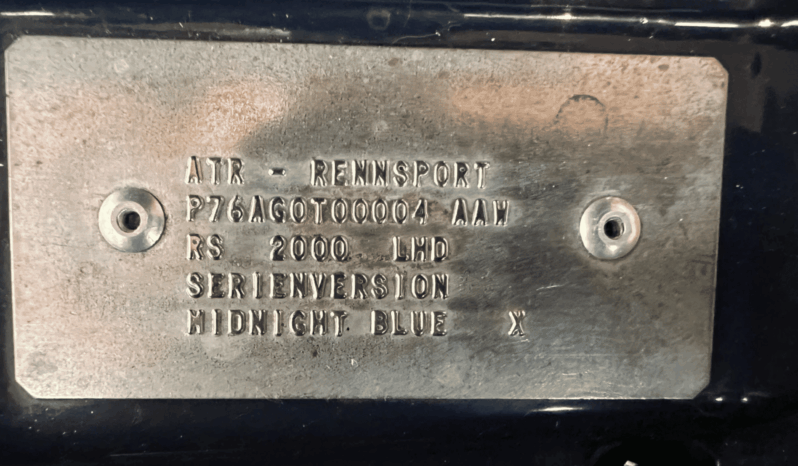 ATR - RENNSPORT
P76AG0T00004 AAW
RS 2000 LHD
SERIENVERSION
MIDNIGHT BLUE X